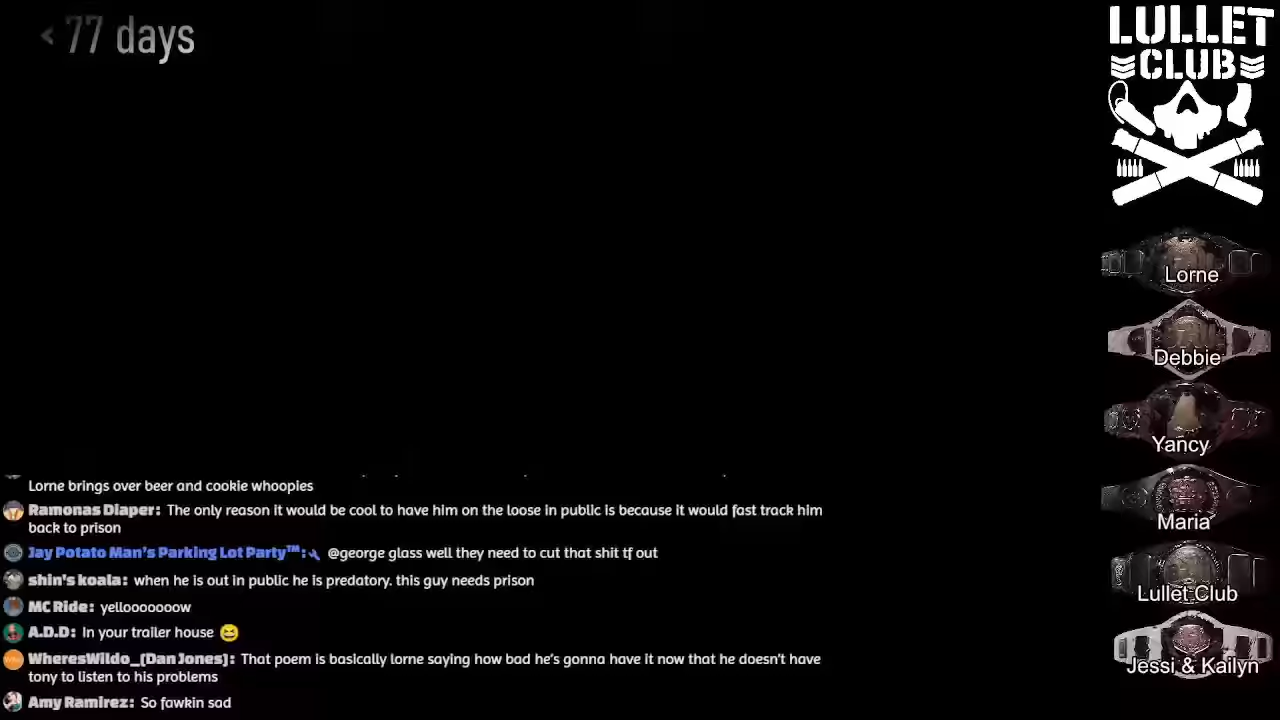 < 77 days
LULLET
CLUB
Lorne
Debbie
Yancy
Maria
Lullet Club
Jessi & Kailyn
Lorne brings over beer and cookie whoopies
Ramonas Diaper: The only reason it would be cool to have him on the loose in public is because it would fast track him
back to prison
Jay Potato Man's Parking Lot Party™: @george glass well they need to cut that shit tf out
shin's koala: when he is out in public he is predatory. this guy needs prison
MC Ride: yellooooooow
A.D.D: In your trailer house 😆
WheresWildo_(Dan Jones): That poem is basically lorne saying how bad he's gonna have it now that he doesn't have
tony to listen to his problems
Amy Ramirez: So fawkin sad